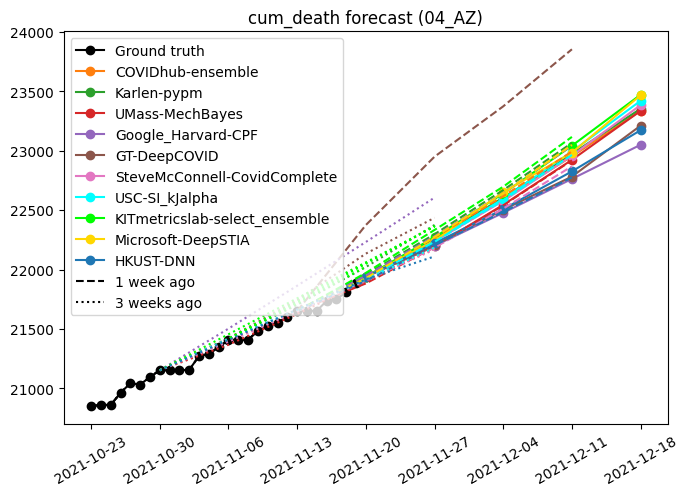 cum_death forecast (04_AZ)
24000
23500
23000
22500
22000
21500
21000
Ground truth
COVIDhub-ensemble
Karlen-pypm
UMass-MechBayes
Google_Harvard-CPF
GT-DeepCOVID
SteveMcConnell-CovidComplete
USC-SI_kJalpha
KITmetricslab-select_ensemble
Microsoft-DeepSTIA
HKUST-DNN
1 week ago
3 weeks ago
2021-10-23
2021-10-30
2021-11-06
2021-11-13
2021-11-20
2021-11-27
2021-12-04
2021-12-11
2021-12-18